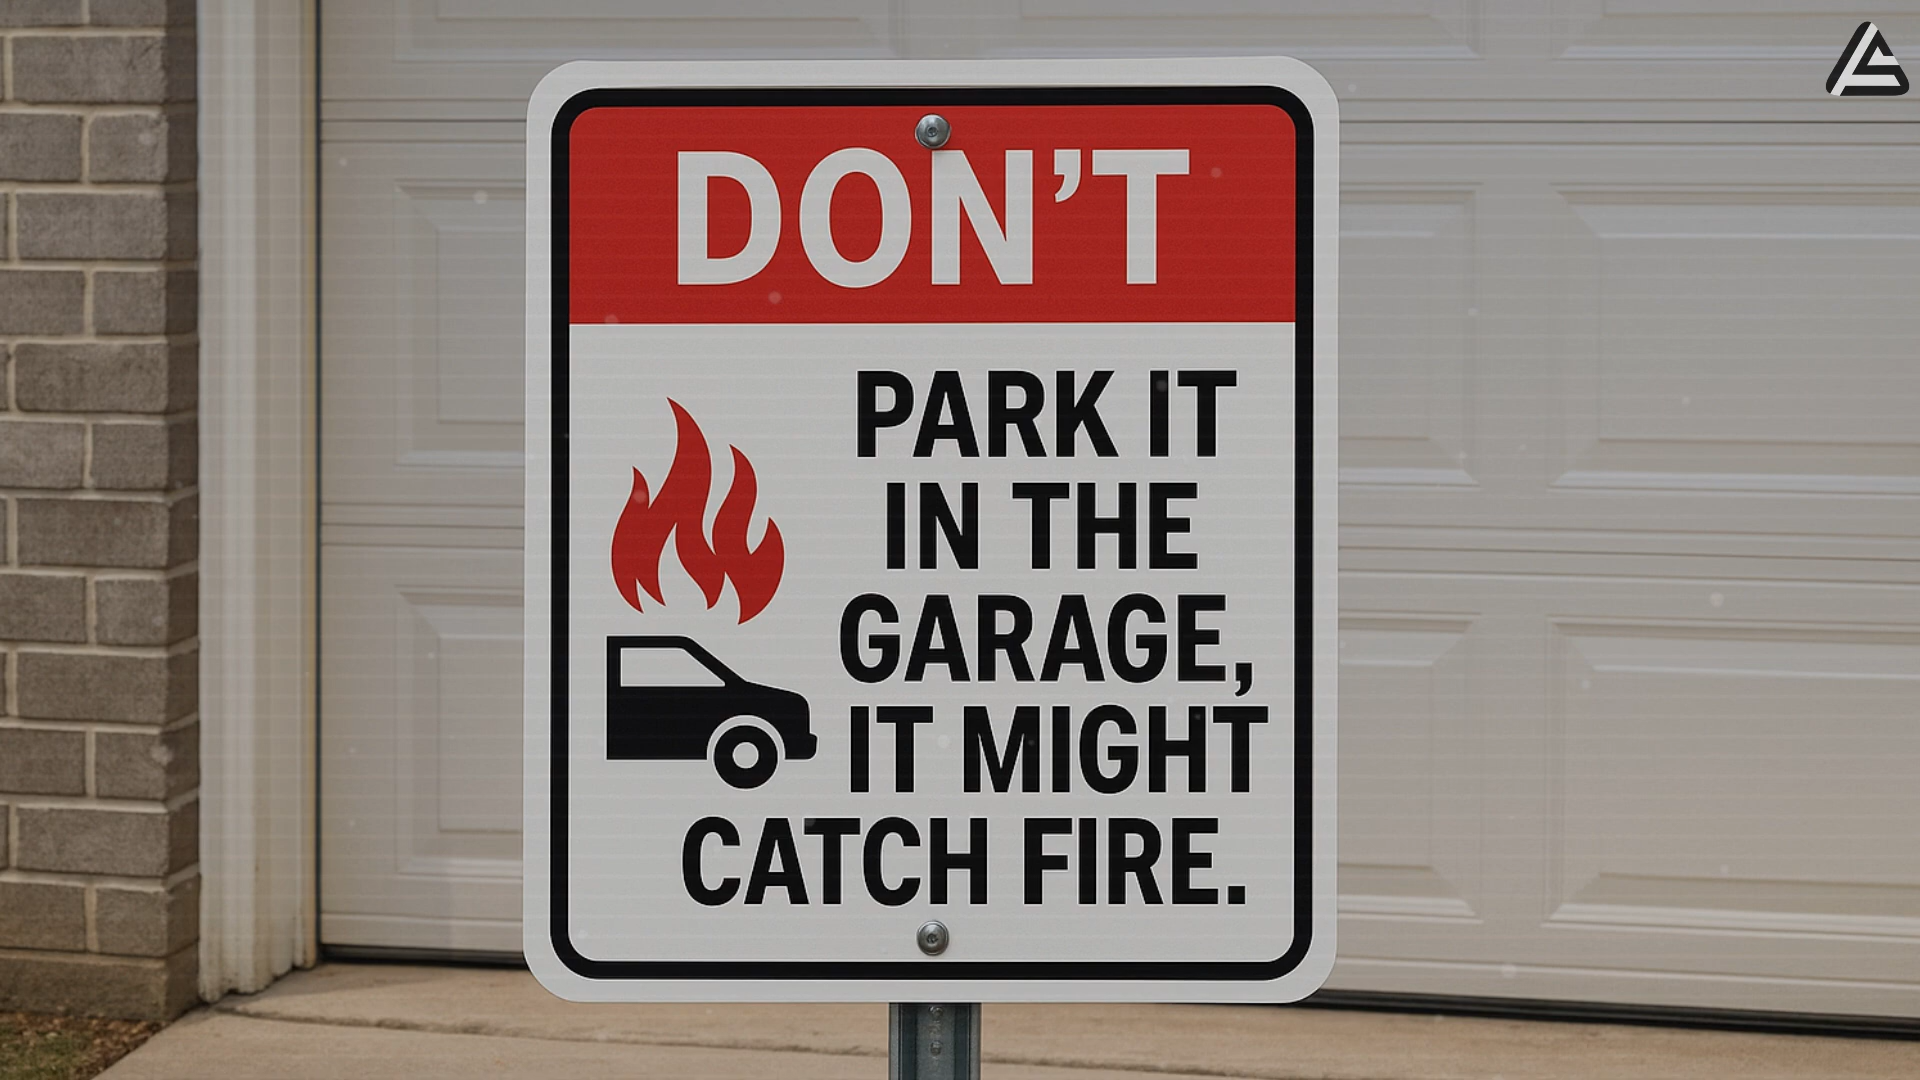 DON'T
PARK IT
IN THE
GARAGE,
IT MIGHT
CATCH FIRE.